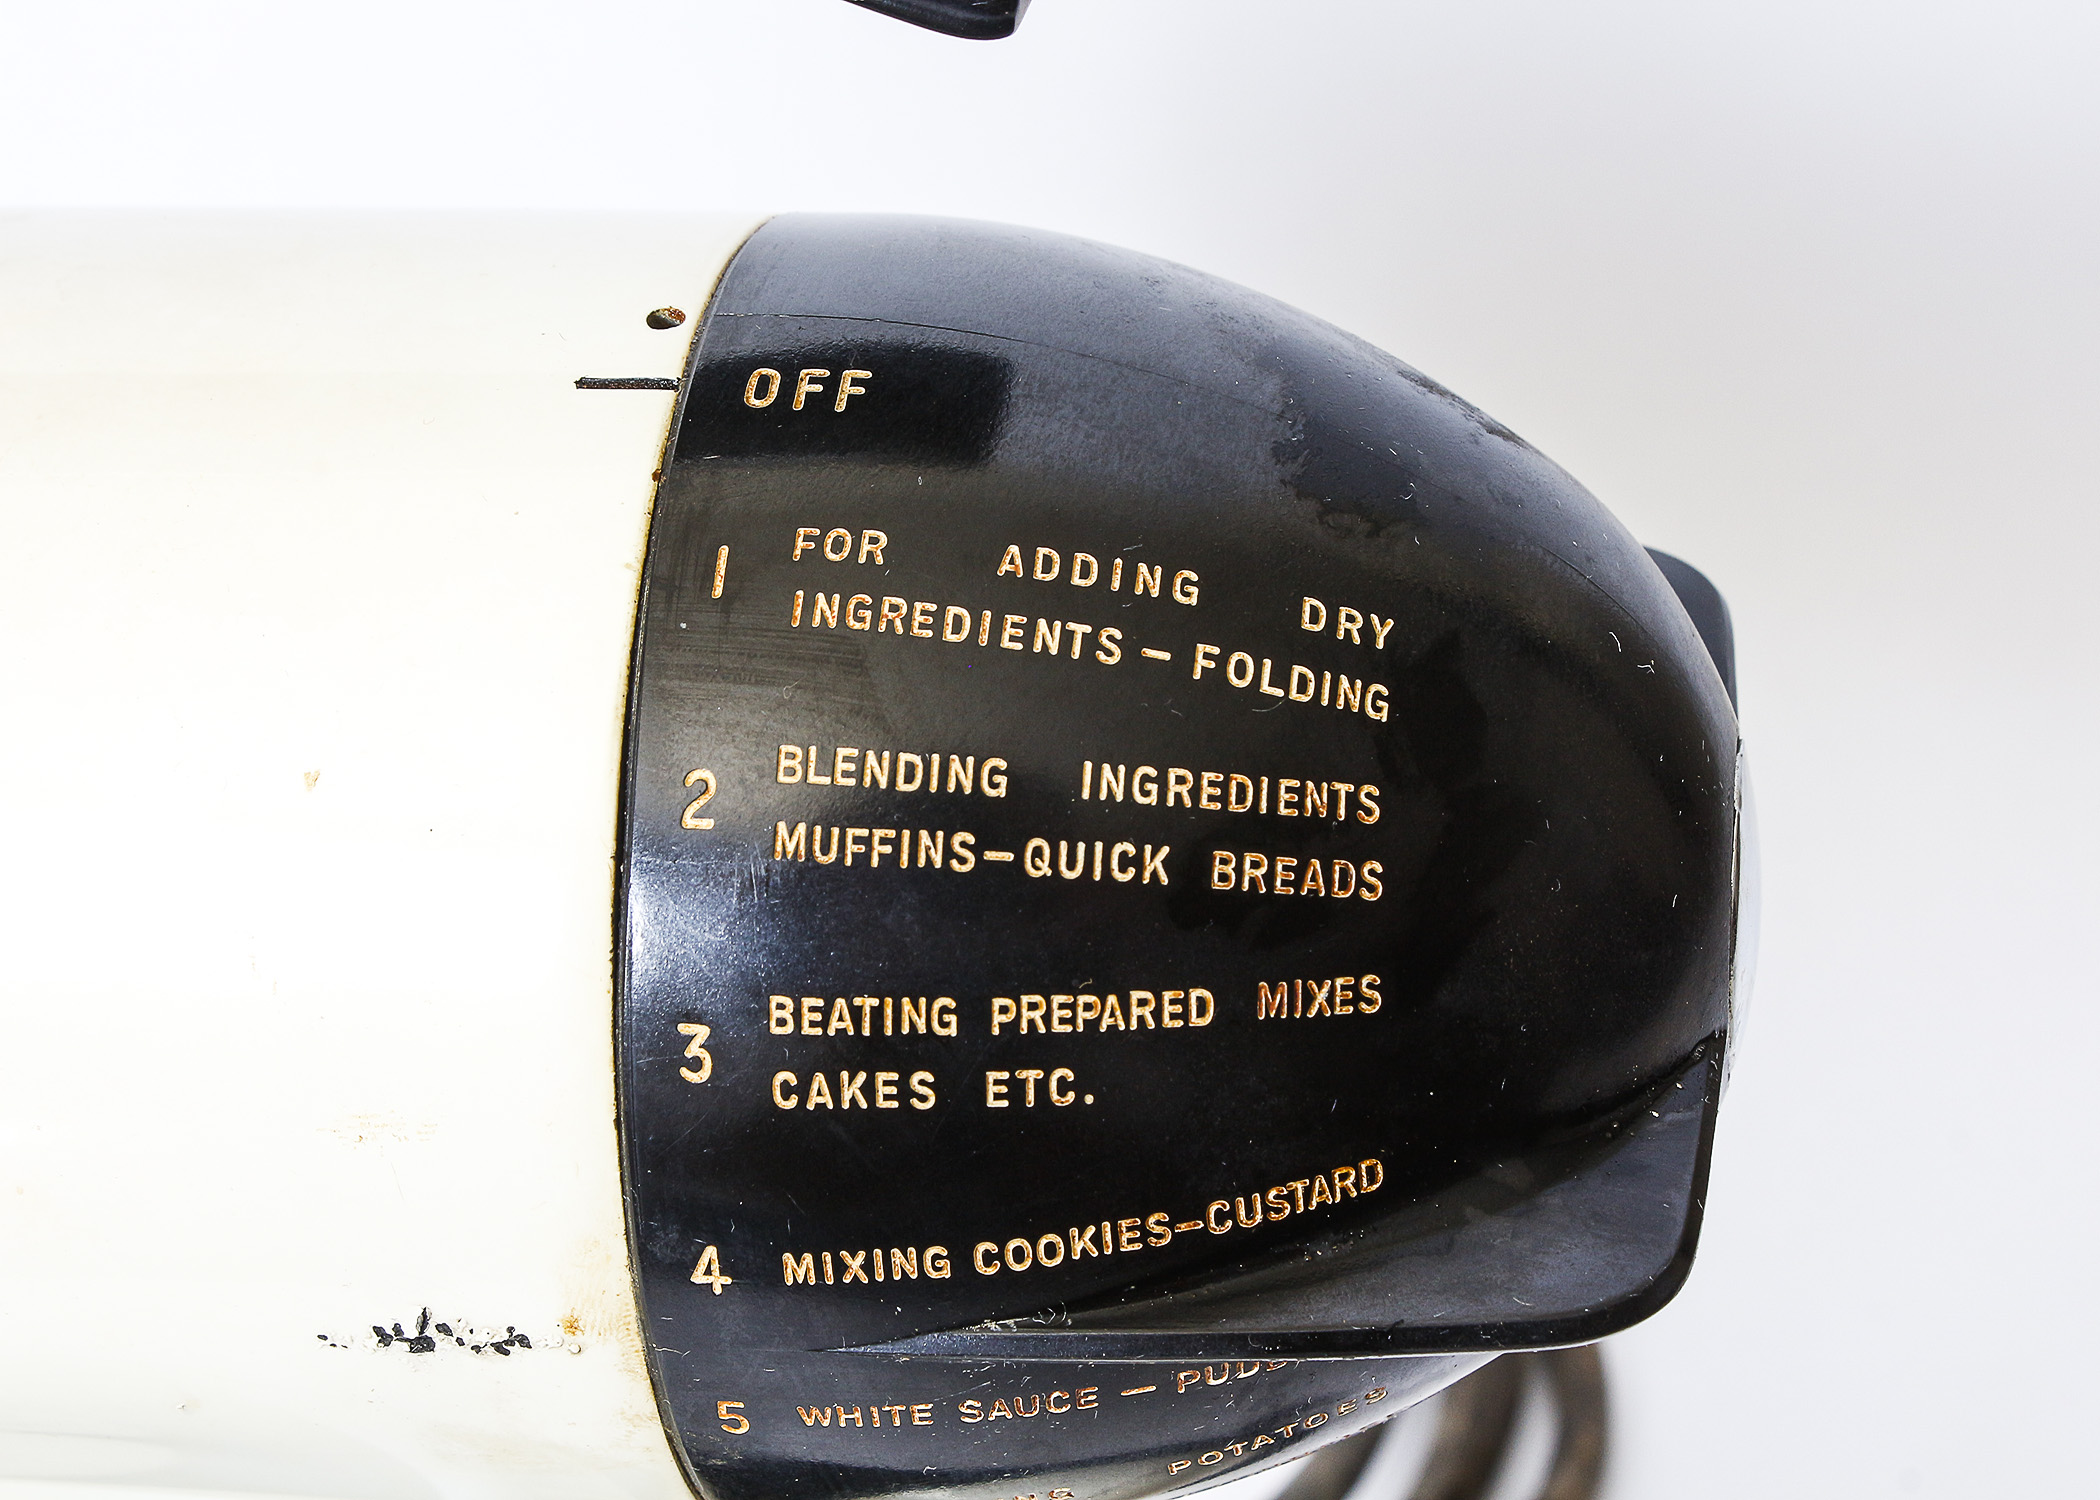 OFF
1 FOR ADDING DRY
INGREDIENTS – FOLDING
2 BLENDING INGREDIENTS
MUFFINS – QUICK BREADS
3 BEATING PREPARED MIXES
CAKES ETC.
4 MIXING COOKIES – CUSTARD
5 WHITE SAUCE –
POTATOES